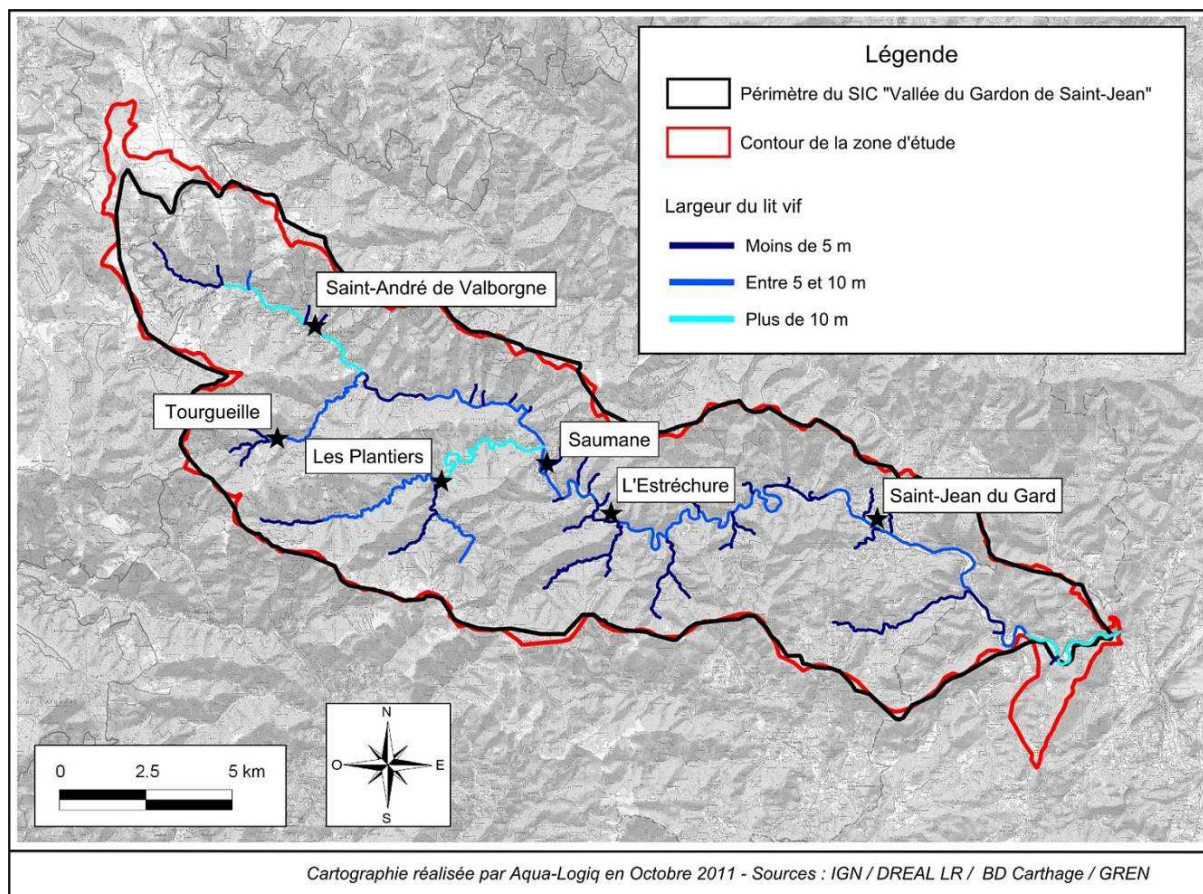 Légende
Périmètre du SIC "Vallée du Gardon de Saint-Jean"
Contour de la zone d'étude
Largeur du lit vif
Moins de 5 m
Entre 5 et 10 m
Plus de 10 m
Saint-André de Valborgne
Tourgueille
Les Plantiers
Saumane
L'Estréchure
Saint-Jean du Gard
0 2.5 5 km
N
O E
S
Cartographie réalisée par Aqua-Logiq en Octobre 2011 - Sources : IGN / DREAL LR / BD Carthage / GREN